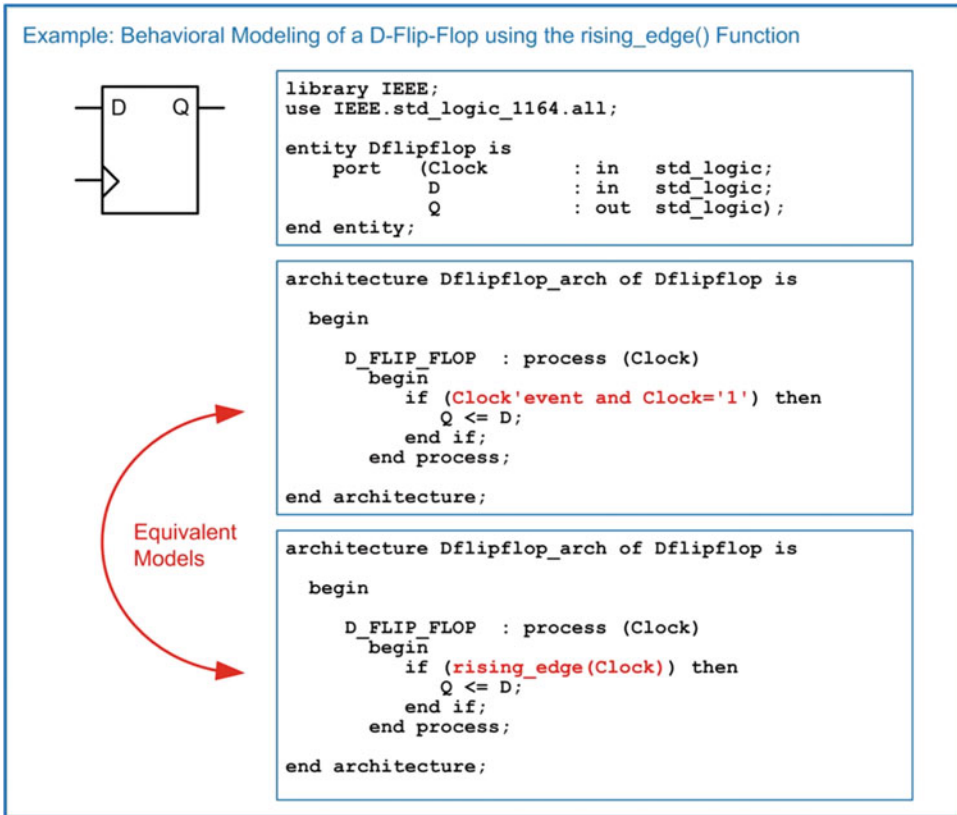 Example: Behavioral Modeling of a D-Flip-Flop using the rising_edge() Function
D Q
library IEEE;
use IEEE.std_logic_1164.all;
entity Dflipflop is
port (Clock : in std_logic;
D : in std_logic;
Q : out std_logic);
end entity;
architecture Dflipflop_arch of Dflipflop is
begin
D_FLIP_FLOP : process (Clock)
begin
if (Clock'event and Clock='1') then
Q <= D;
end if;
end process;
end architecture;
Equivalent
Models
architecture Dflipflop_arch of Dflipflop is
begin
D_FLIP_FLOP : process (Clock)
begin
if (rising_edge(Clock)) then
Q <= D;
end if;
end process;
end architecture;